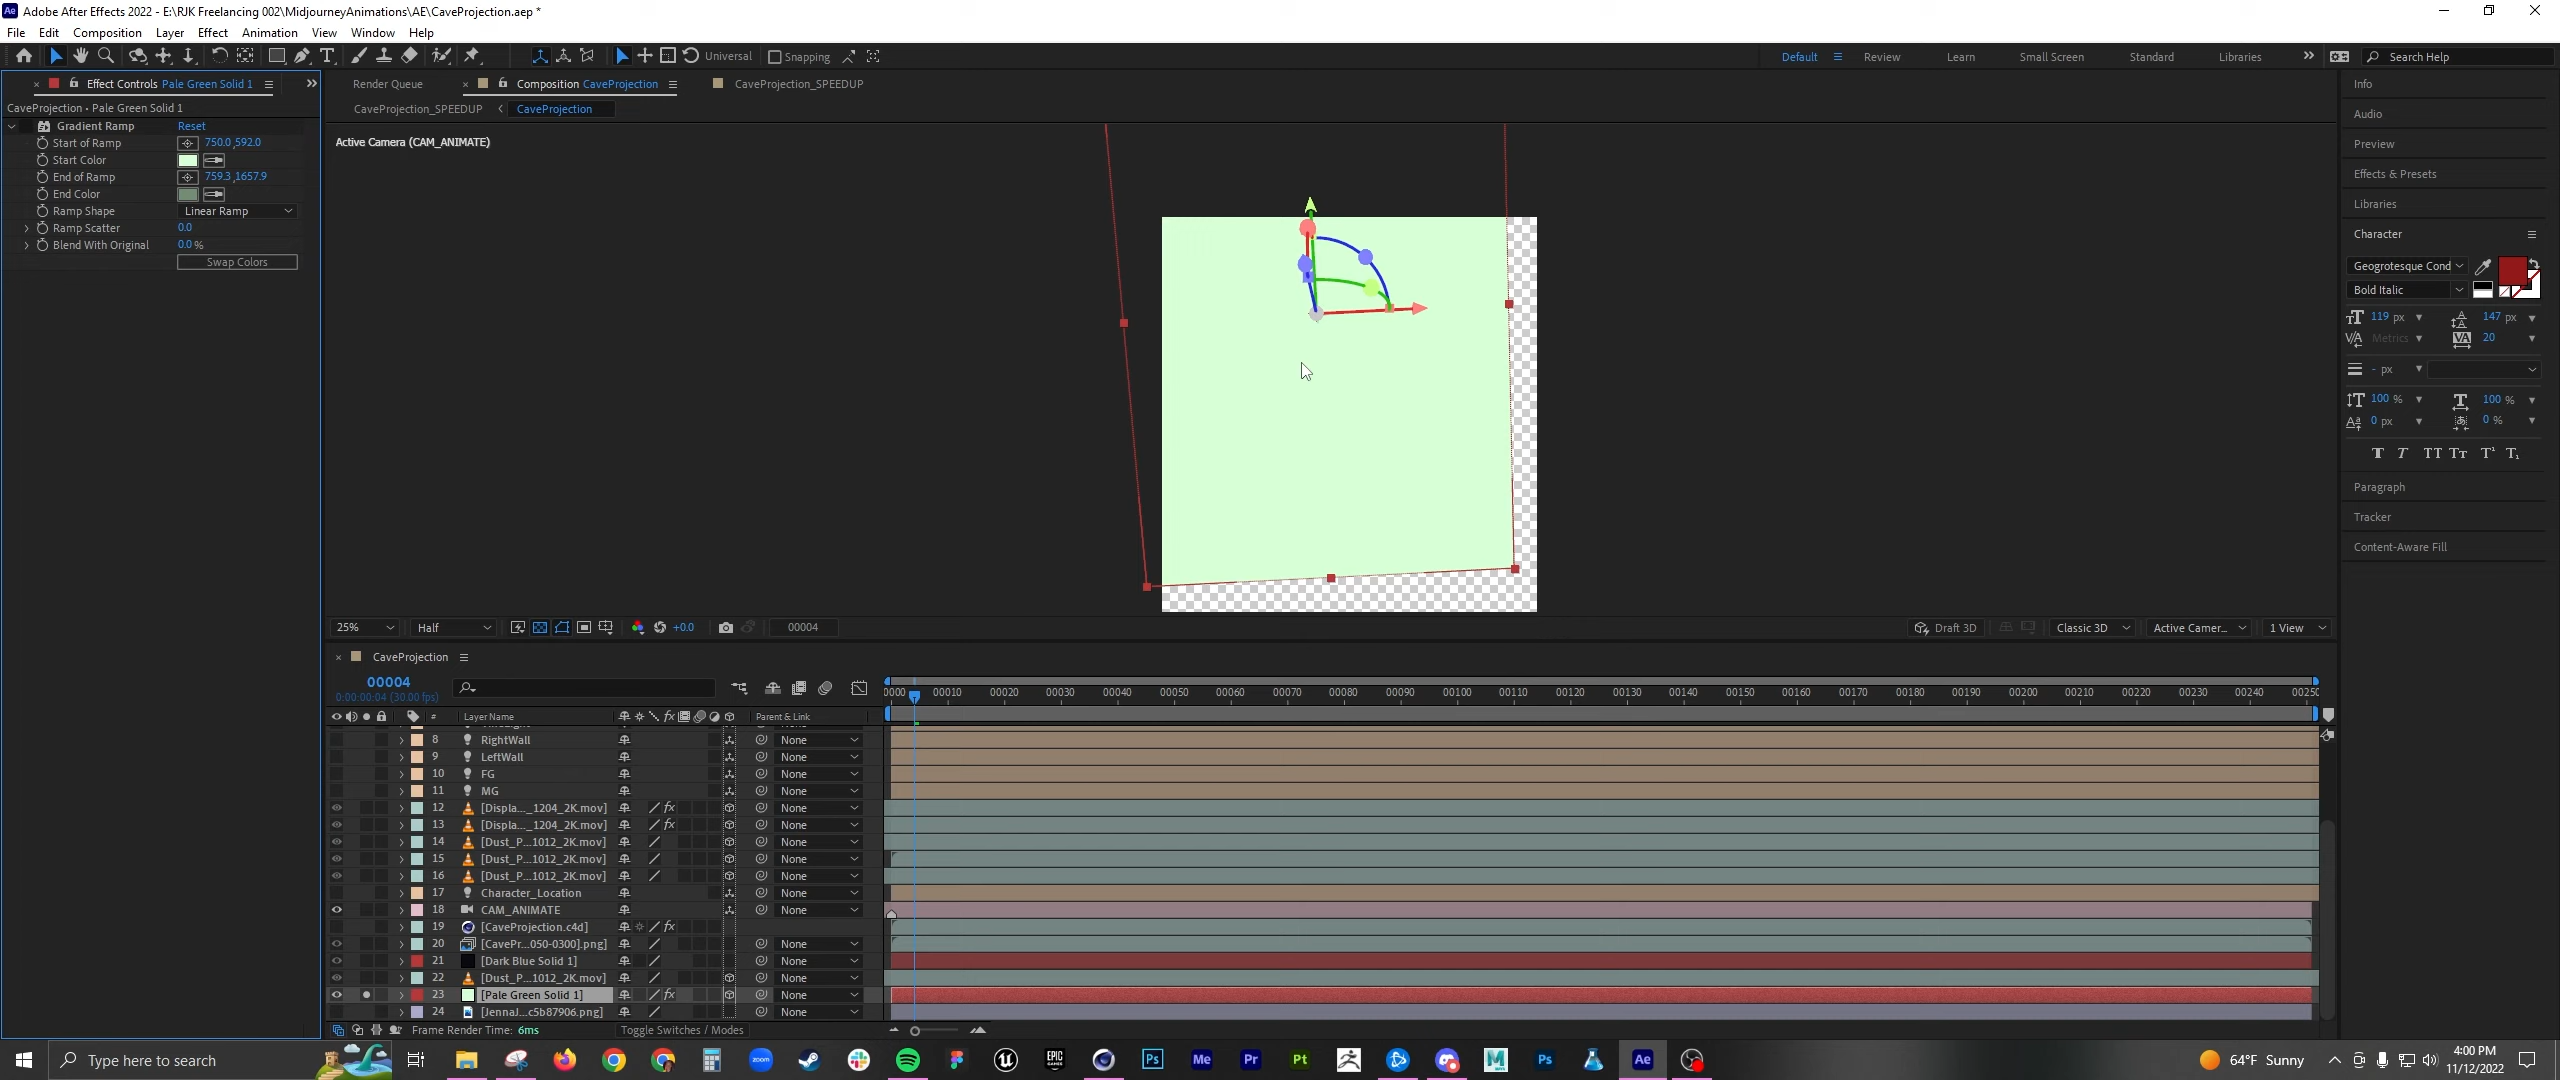 Adobe After Effects 2022 - E:\RJK Freelancing 002\MidjourneyAnimations\AE\CaveProjection.aep *
File Edit Composition Layer Effect Animation View Window Help
Universal Snapping Default Review Learn Small Screen Standard Libraries Search Help
Effect Controls Pale Green Solid 1
Render Queue Composition CaveProjection CaveProjection_SPEEDUP
CaveProjection • Pale Green Solid 1
CaveProjection_SPEEDUP CaveProjection
Gradient Ramp Reset
Start of Ramp 750.0,592.0
Start Color
End of Ramp 759.3,1657.9
End Color
Ramp Shape Linear Ramp
Ramp Scatter 0.0
Blend With Original 0.0 %
Swap Colors
Active Camera (CAM_ANIMATE)
Info
Audio
Preview
Effects & Presets
Libraries
Character
Geogrotesque Cond
Bold Italic
119 px 147 px
Metrics 20
- px
100 % 100 %
0 px 0 %
T T TT TT T¹ T₁
Paragraph
Tracker
Content-Aware Fill
25% Half +0.0 00004 Draft 3D Classic 3D Active Camer... 1 View
CaveProjection
00004
0:00:00:04 (30.00 fps)
0000 00010 00020 00030 00040 00050 00060 00070 00080 00090 00100 00110 00120 00130 00140 00150 00160 00170 00180 00190 00200 00210 00220 00230 00240 0025(
# Layer Name Parent & Link
8 RightWall None
9 LeftWall None
10 FG None
11 MG None
12 [Displa..._1204_2K.mov] None
13 [Displa..._1204_2K.mov] None
14 [Dust_P...1012_2K.mov] None
15 [Dust_P...1012_2K.mov] None
16 [Dust_P...1012_2K.mov] None
17 Character_Location None
18 CAM_ANIMATE None
19 [CaveProjection.c4d]
20 [CavePr...050-0300].png] None
21 [Dark Blue Solid 1] None
22 [Dust_P...1012_2K.mov] None
23 [Pale Green Solid 1] None
24 [JennaJ...c5b87906.png] None
Frame Render Time: 6ms Toggle Switches / Modes
Type here to search
64°F Sunny
4:00 PM
11/12/2022